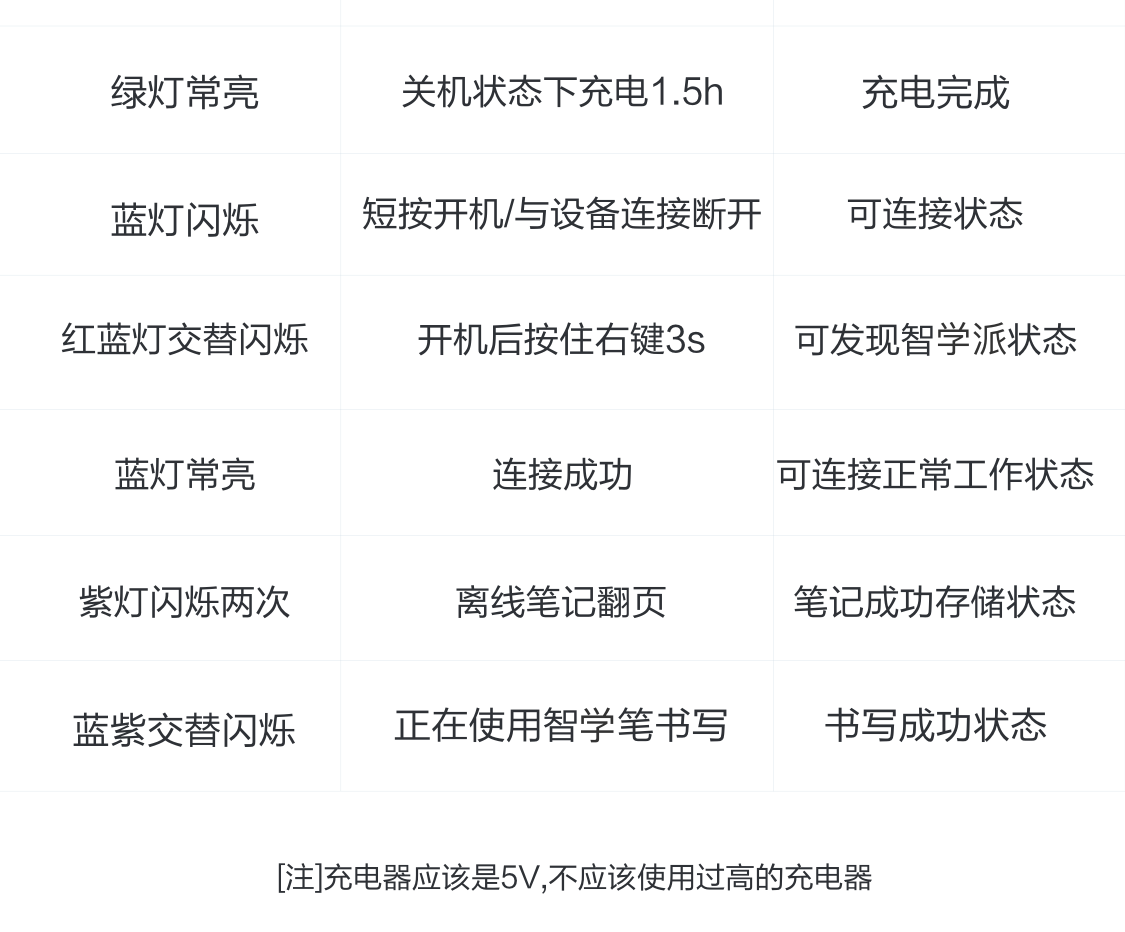 绿灯常亮 关机状态下充电1.5h 充电完成
蓝灯闪烁 短按开机/与设备连接断开 可连接状态
红蓝灯交替闪烁 开机后按住右键3s 可发现智学派状态
蓝灯常亮 连接成功 可连接正常工作状态
紫灯闪烁两次 离线笔记翻页 笔记成功存储状态
蓝紫交替闪烁 正在使用智学笔书写 书写成功状态
[注]充电器应该是5V,不应该使用过高的充电器